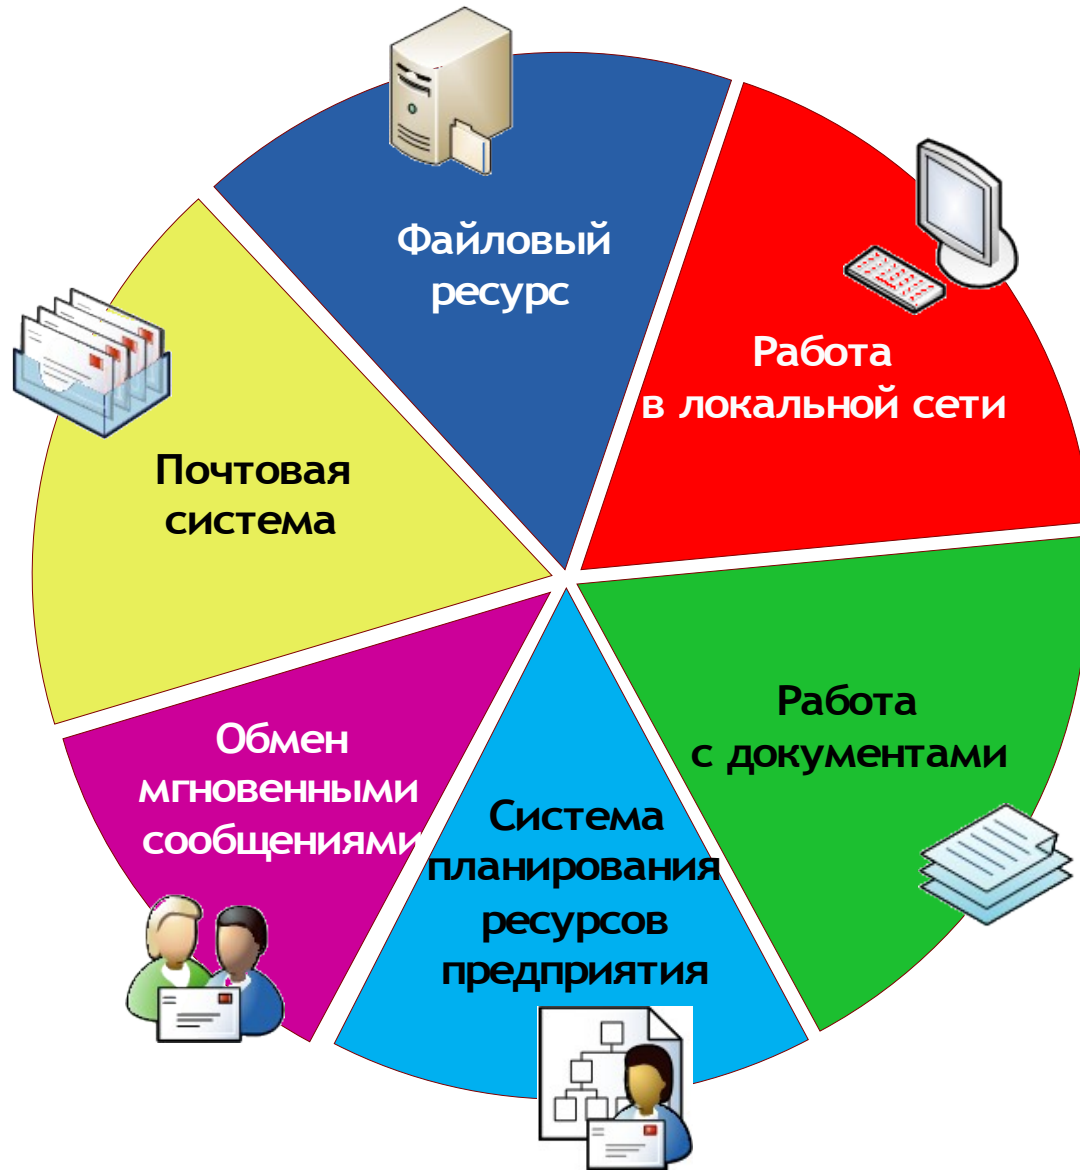 Файловый
ресурс
Работа
в локальной сети
Почтовая
система
Работа
с документами
Обмен
мгновенными
сообщениями
Система
планирования
ресурсов
предприятия